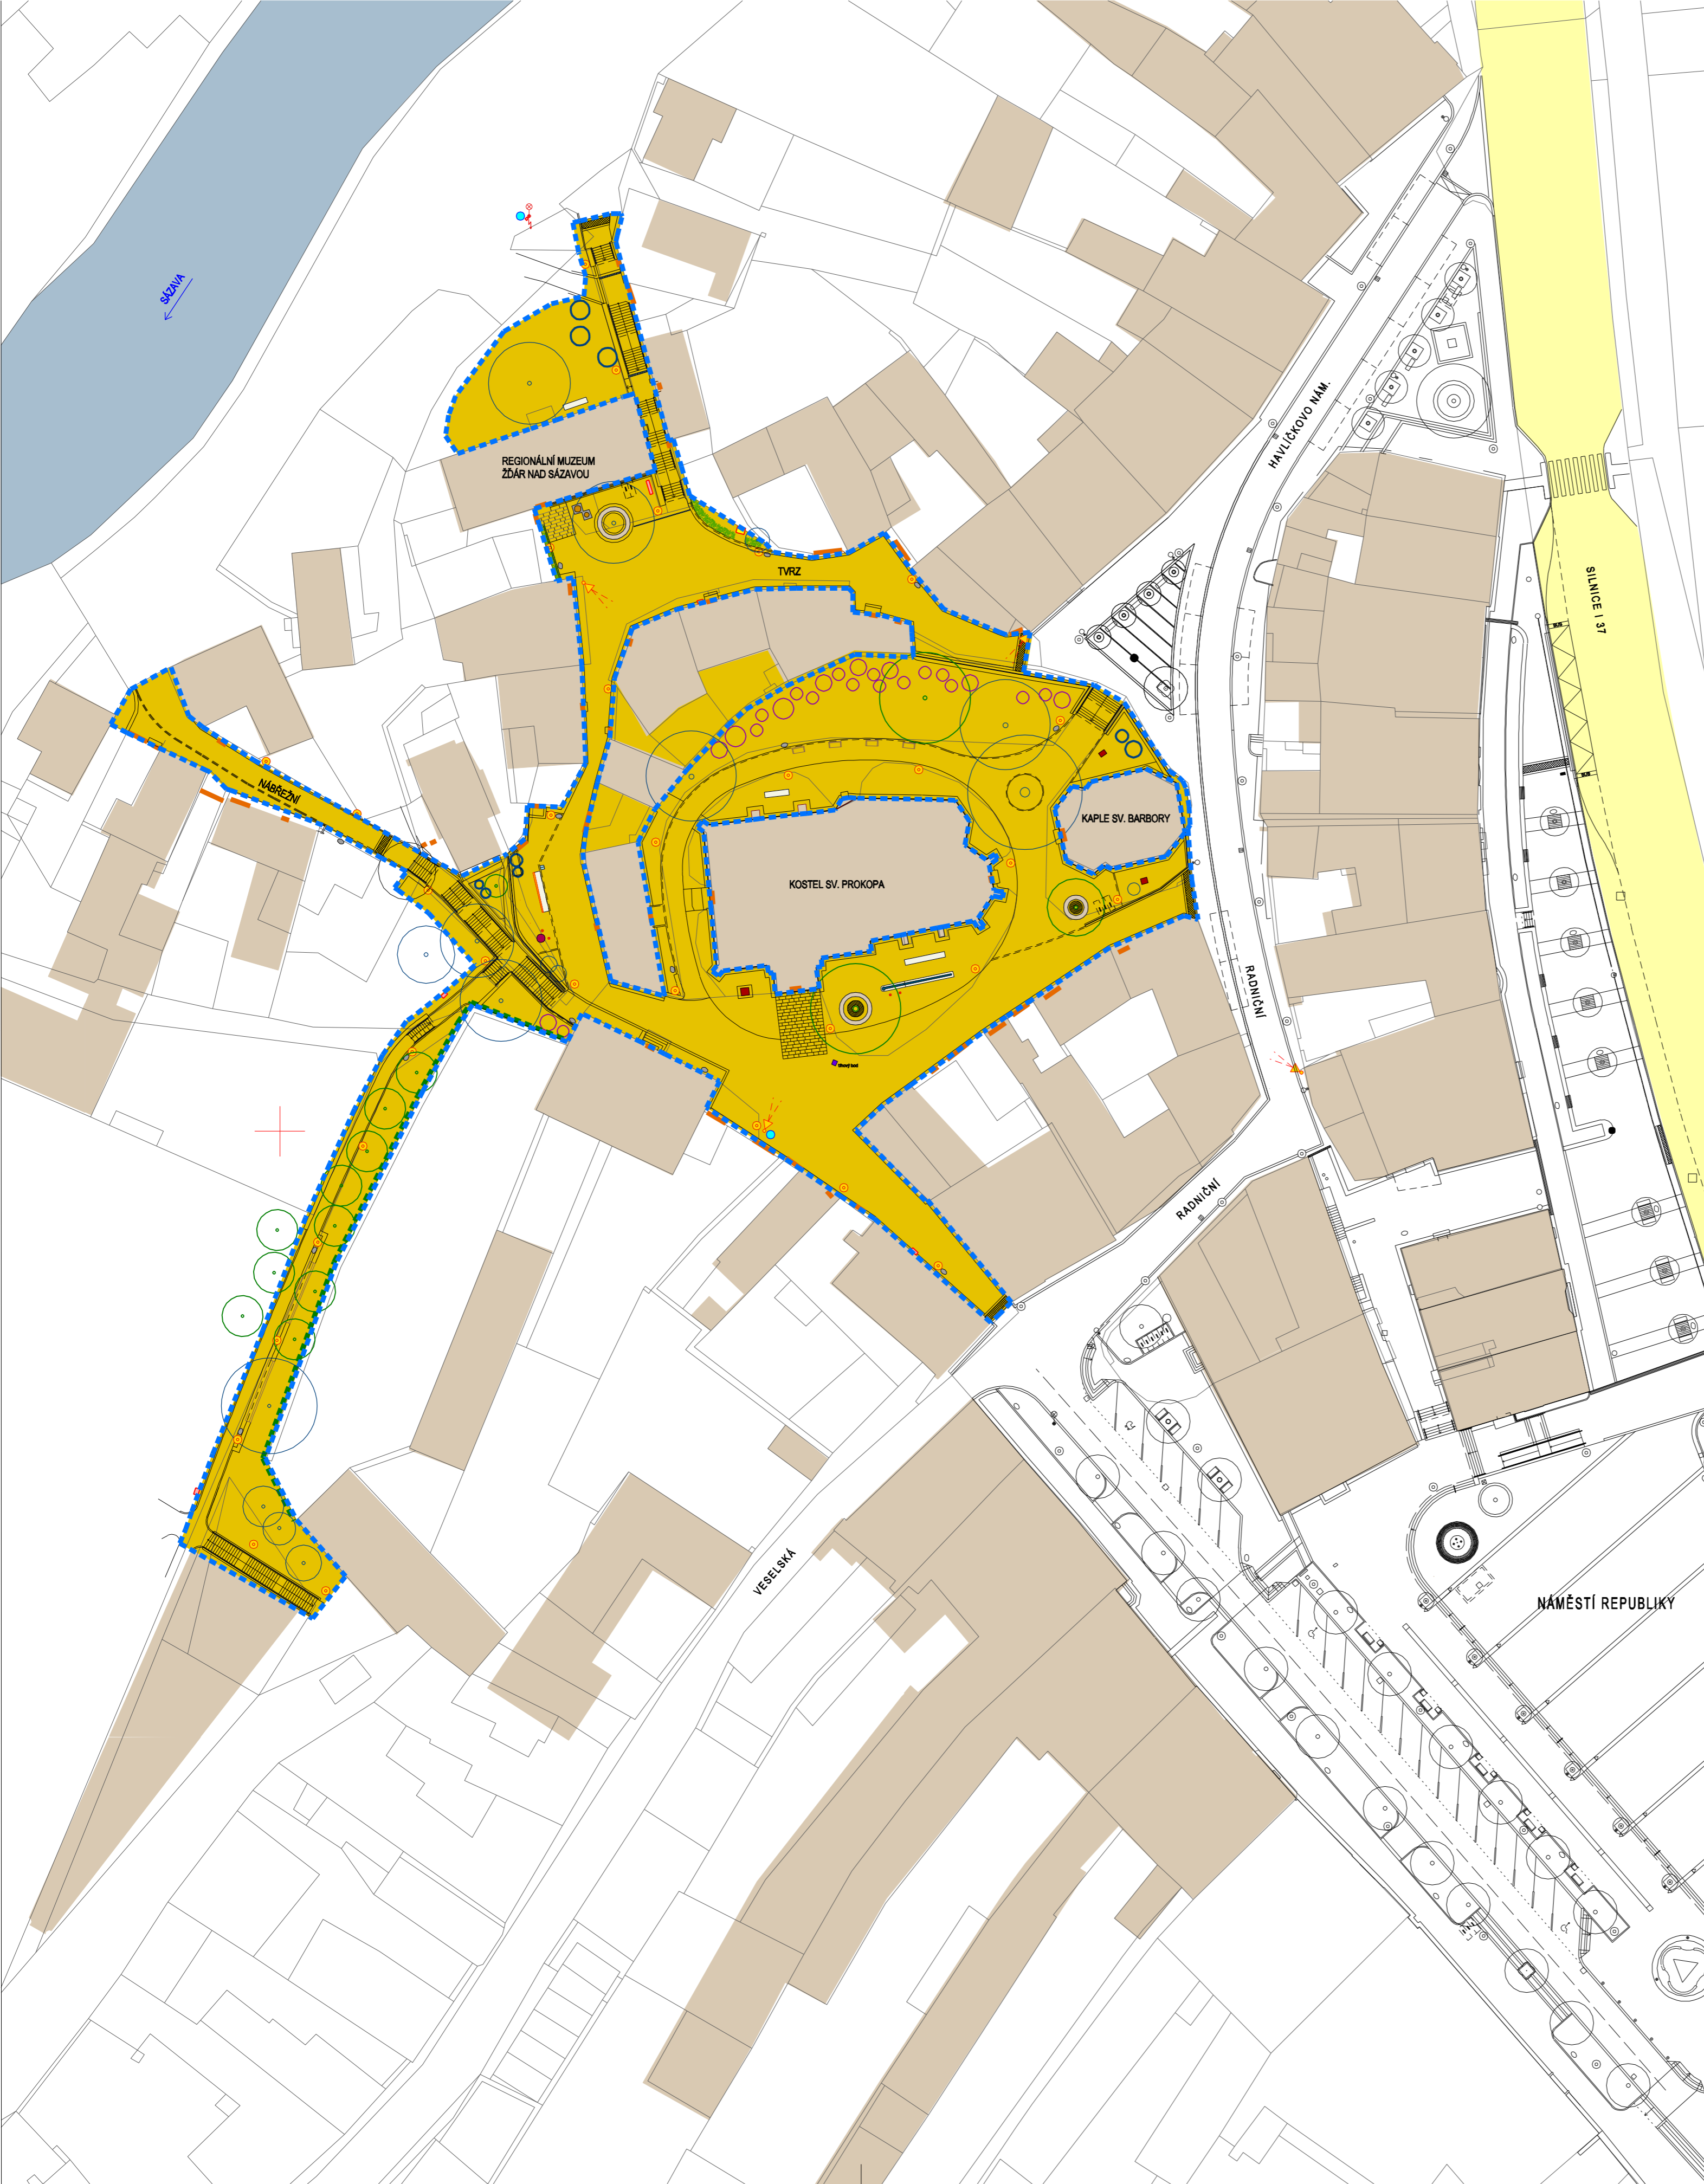 SÁZAVA
HAVLÍČKOVO NÁM.
REGIONÁLNÍ MUZEUM
ŽĎÁR NAD SÁZAVOU
TVRZ
SILNICE I 37
NÁBŘEŽNÍ
KAPLE SV. BARBORY
KOSTEL SV. PROKOPA
RADNIČNÍ
RADNIČNÍ
VESELSKÁ
NÁMĚSTÍ REPUBLIKY